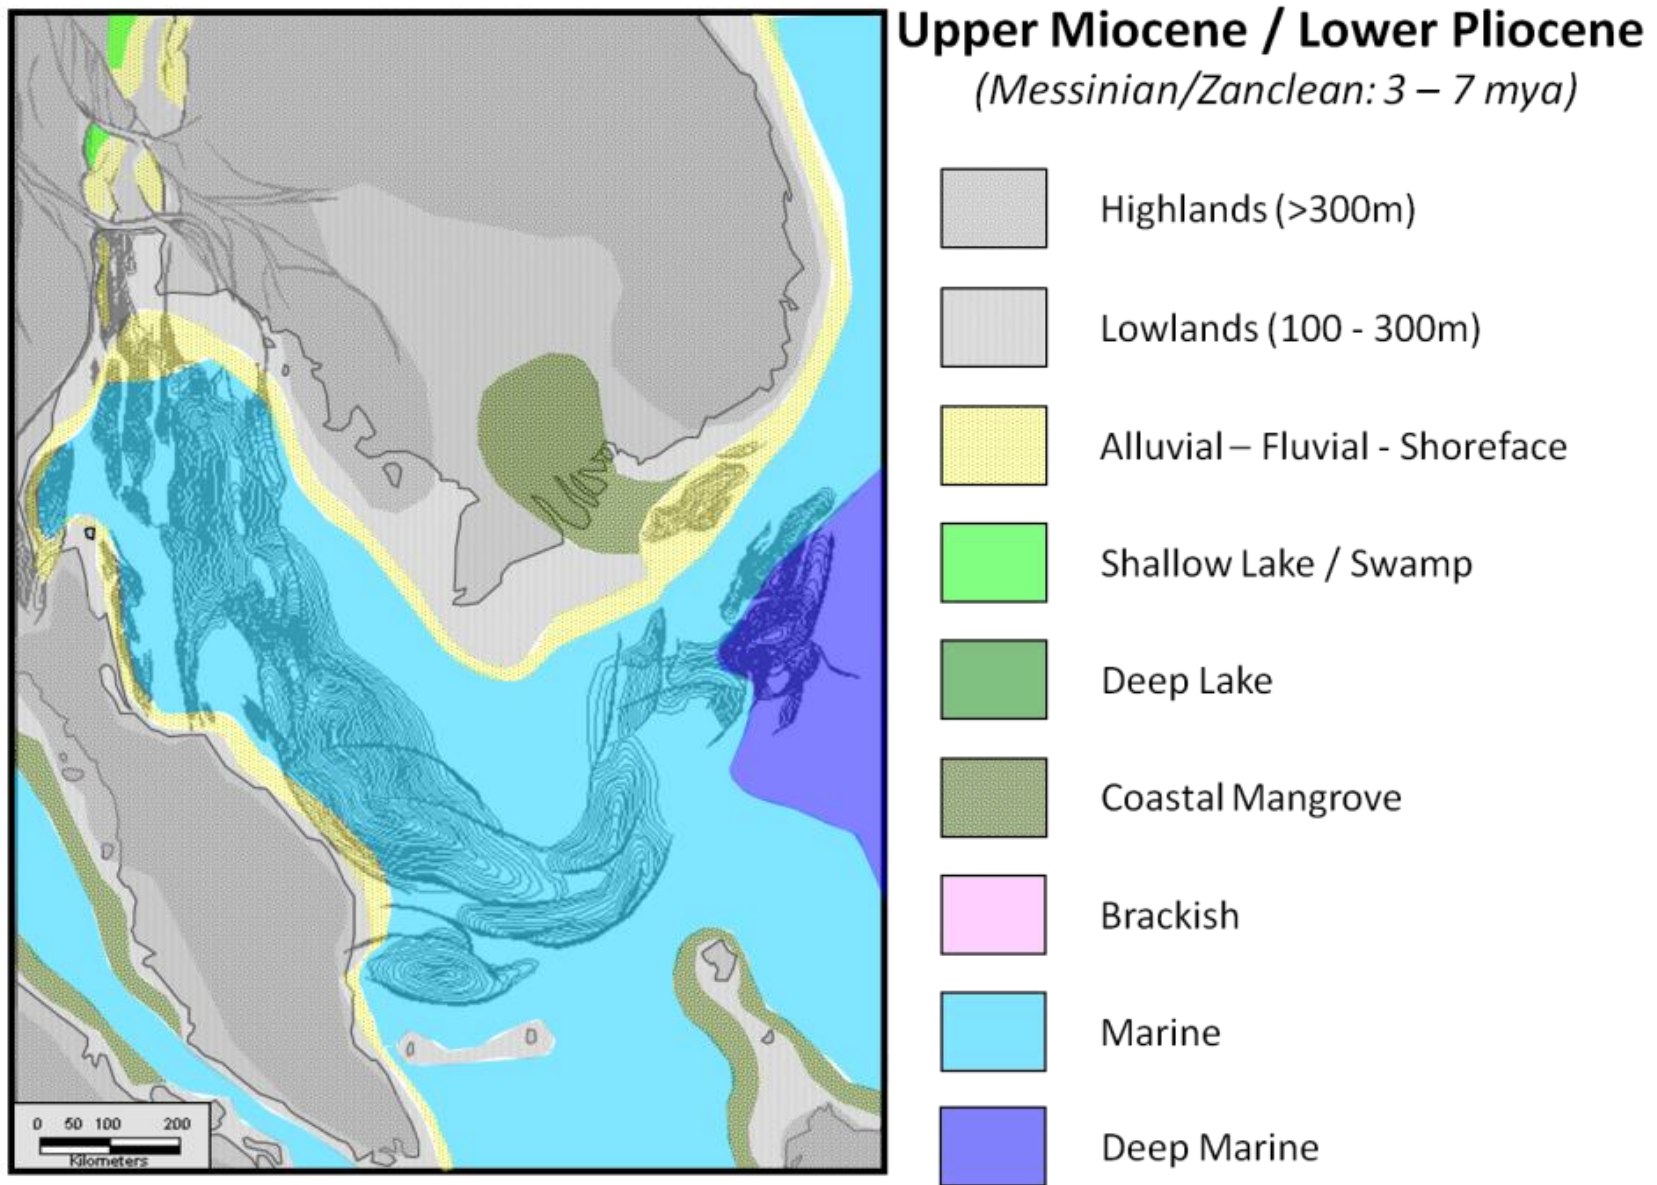 Upper Miocene / Lower Pliocene
(Messinian/Zanclean: 3 – 7 mya)
Highlands (>300m)
Lowlands (100 - 300m)
Alluvial – Fluvial - Shoreface
Shallow Lake / Swamp
Deep Lake
Coastal Mangrove
Brackish
Marine
Deep Marine
0 50 100 200
Kilometers